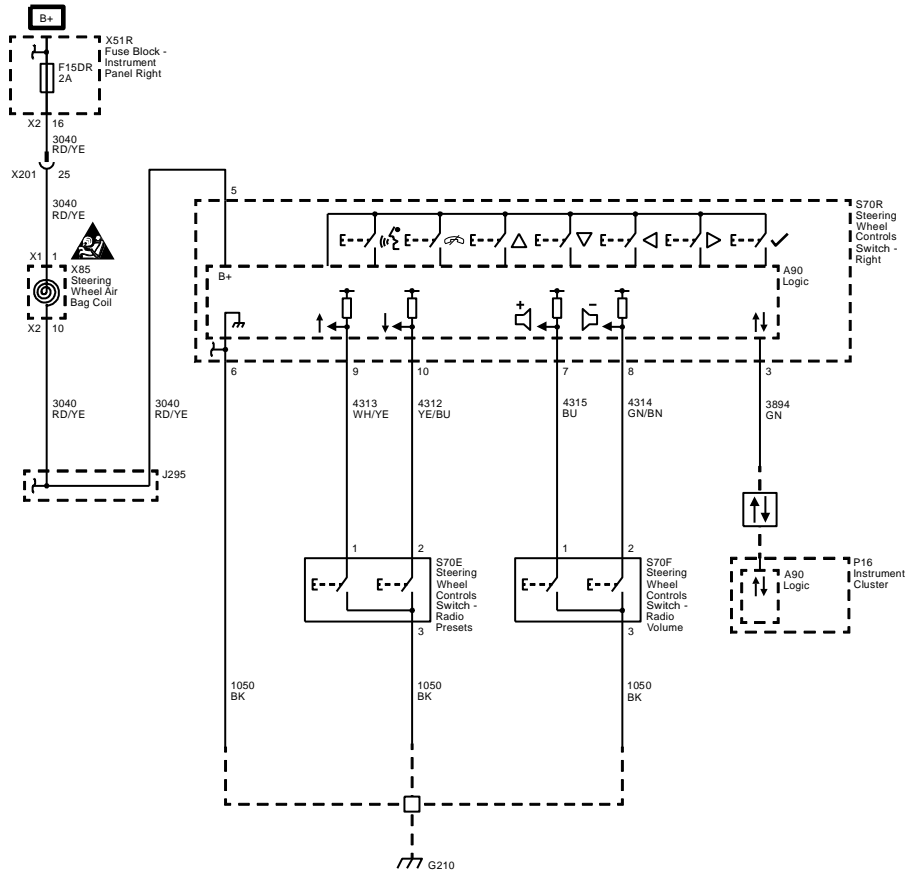 B+
X51R
Fuse Block -
Instrument
Panel Right
F15DR
2A
X2 16
3040
RD/YE
X201 25
3040
RD/YE
X1 1
X85
Steering
Wheel Air
Bag Coil
X2 10
3040
RD/YE
3040
RD/YE
J295
5
S70R
Steering
Wheel
Controls
Switch -
Right
B+
A90
Logic
+
−
6
9
10
7
8
3
4313
WH/YE
4312
YE/BU
4315
BU
4314
GN/BN
3894
GN
1
2
S70E
Steering
Wheel
Controls
Switch -
Radio
Presets
3
1
2
S70F
Steering
Wheel
Controls
Switch -
Radio
Volume
3
A90
Logic
P16
Instrument
Cluster
1050
BK
1050
BK
1050
BK
G210